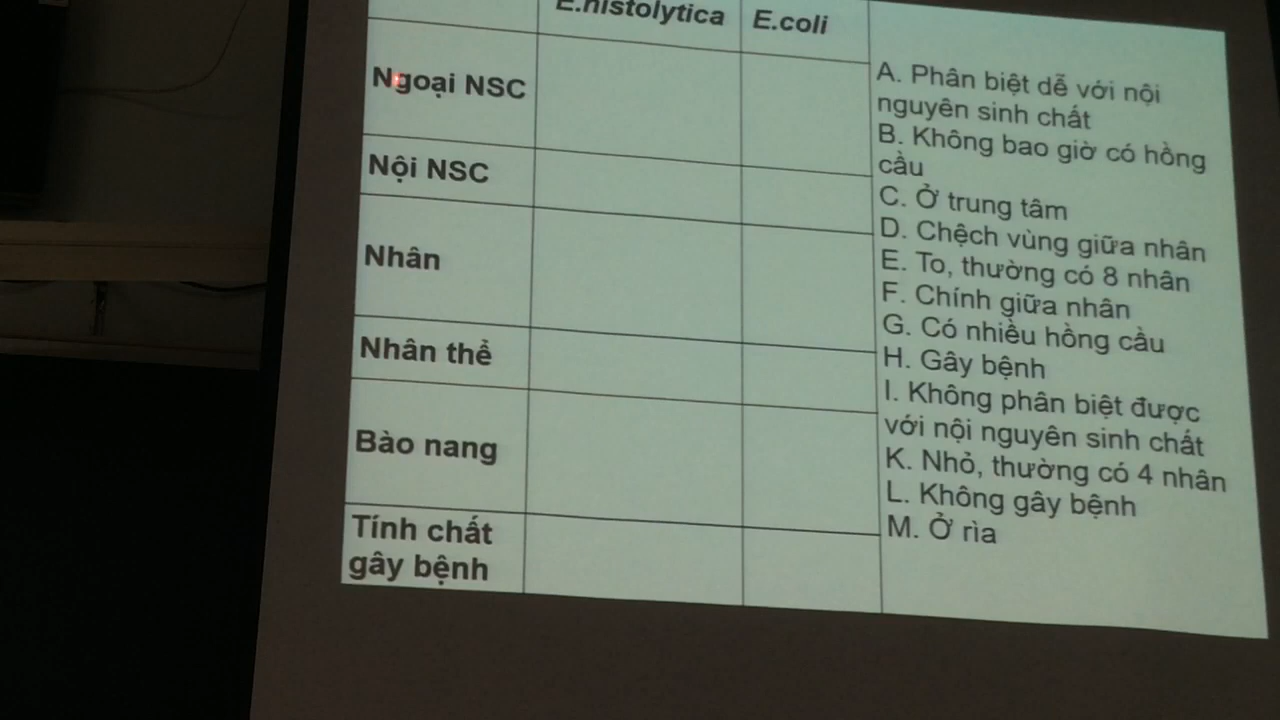 E.histolytica E.coli
Ngoại NSC
Nội NSC
Nhân
Nhân thể
Bào nang
Tính chất
gây bệnh
A. Phân biệt dễ với nội
nguyên sinh chất
B. Không bao giờ có hồng
cầu
C. Ở trung tâm
D. Chệch vùng giữa nhân
E. To, thường có 8 nhân
F. Chính giữa nhân
G. Có nhiều hồng cầu
H. Gây bệnh
I. Không phân biệt được
với nội nguyên sinh chất
K. Nhỏ, thường có 4 nhân
L. Không gây bệnh
M. Ở rìa